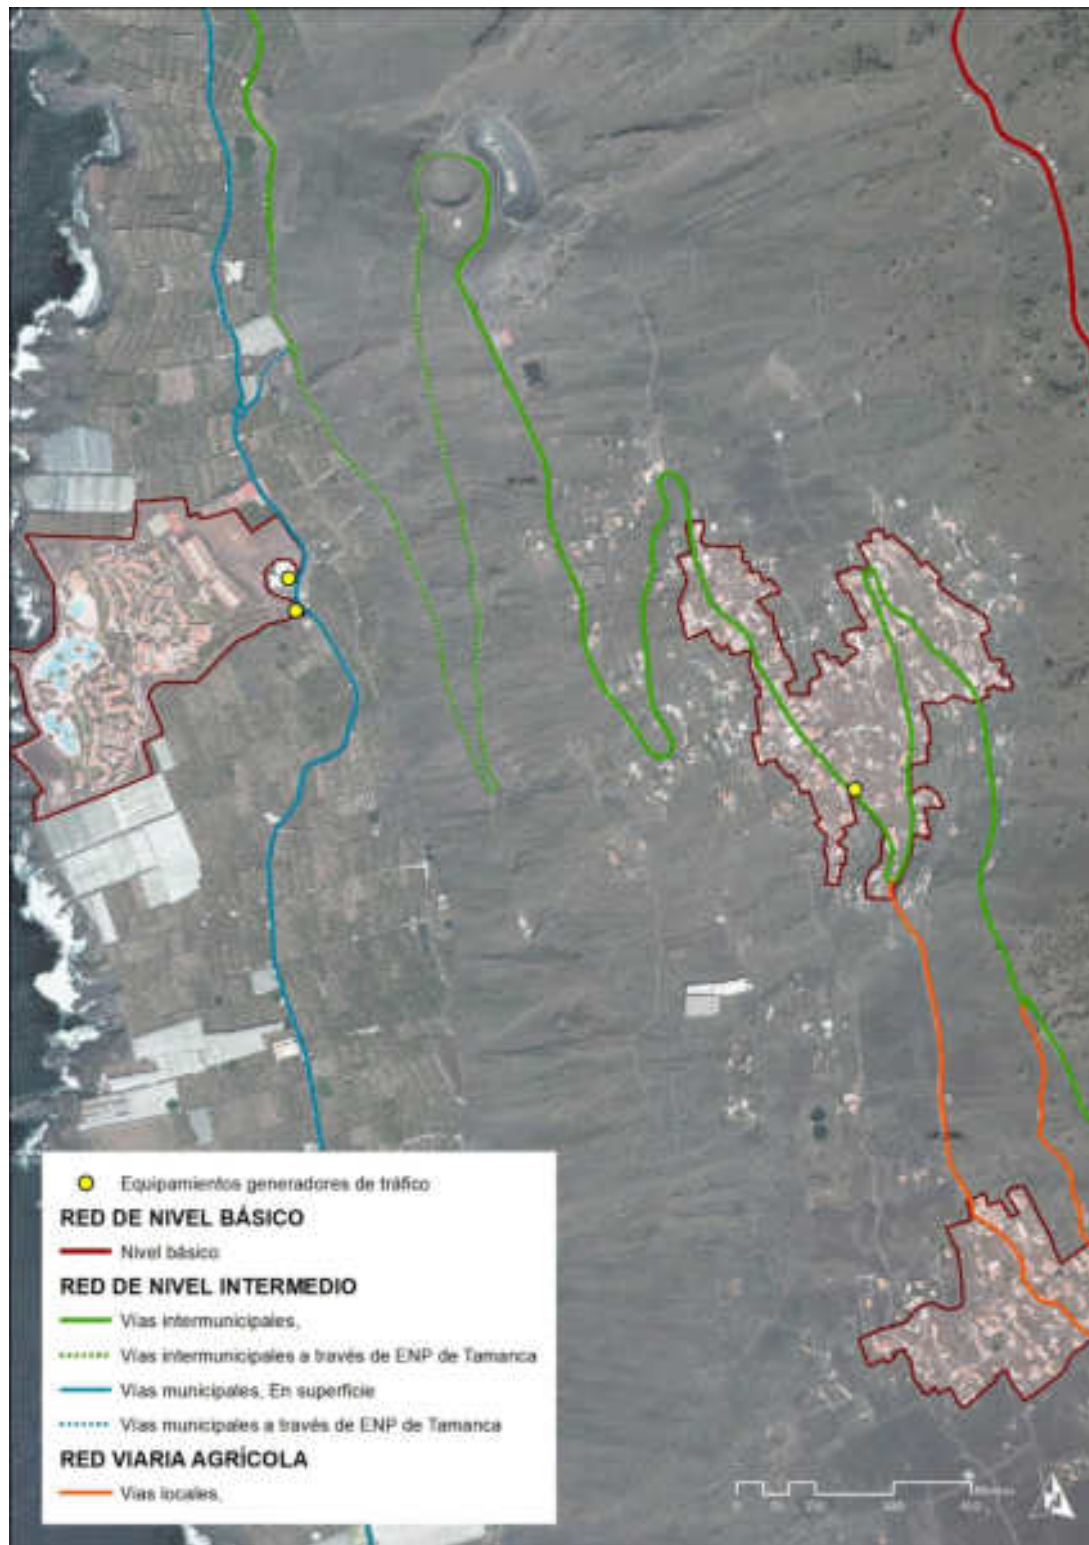 Equipamientos generadores de tráfico
RED DE NIVEL BÁSICO
Nivel básico
RED DE NIVEL INTERMEDIO
Vías intermunicipales,
Vías intermunicipales a través de ENP de Tamanca
Vías municipales, En superficie
Vías municipales a través de ENP de Tamanca
RED VIARIA AGRÍCOLA
Vías locales,
0